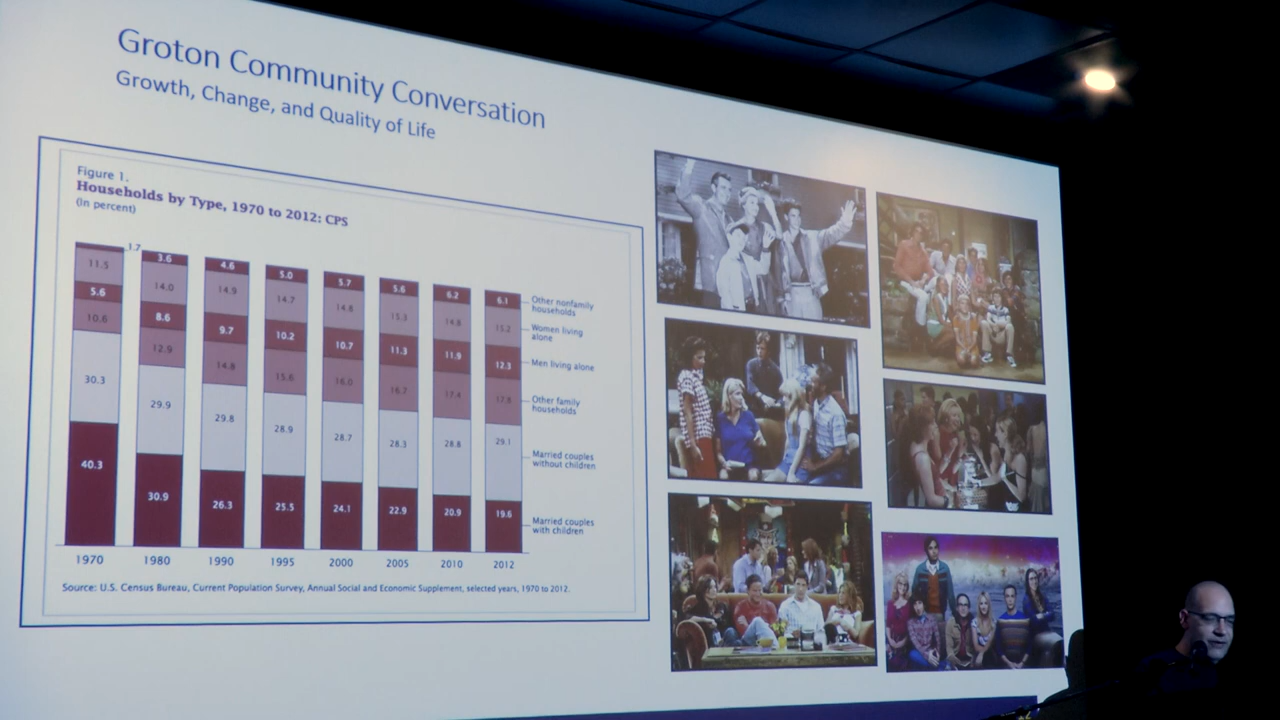 Groton Community Conversation
Growth, Change, and Quality of Life
Figure 1.
Households by Type, 1970 to 2012: CPS
(In percent)
1.7 3.6 4.6 5.0 5.7 5.6 6.2 6.1 Other nonfamily households
11.5 14.0 14.9 14.7 14.8 15.3 14.8 15.2 Women living alone
5.6 8.6 9.7 10.2 10.7 11.3 11.9 12.3 Men living alone
10.6 12.9 14.8 15.6 16.0 16.7 17.4 17.8 Other family households
30.3 29.9 29.8 28.9 28.7 28.3 28.8 29.1 Married couples without children
40.3 30.9 26.3 25.5 24.1 22.9 20.9 19.6 Married couples with children
1970 1980 1990 1995 2000 2005 2010 2012
Source: U.S. Census Bureau, Current Population Survey, Annual Social and Economic Supplement, selected years, 1970 to 2012.